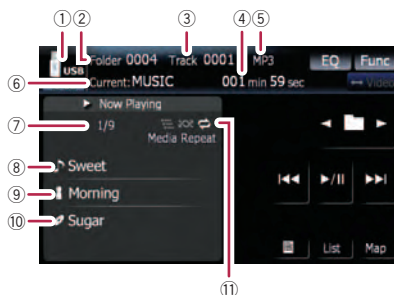 ① ② ③ ④ ⑤
USB Folder 0004 Track 0001 MP3 EQ Func
⑥ Current: MUSIC 001 min 59 sec Video
Now Playing
⑦ 1/9
Media Repeat
⑧ Sweet
⑨ Morning
⑩ Sugar
List Map
⑪